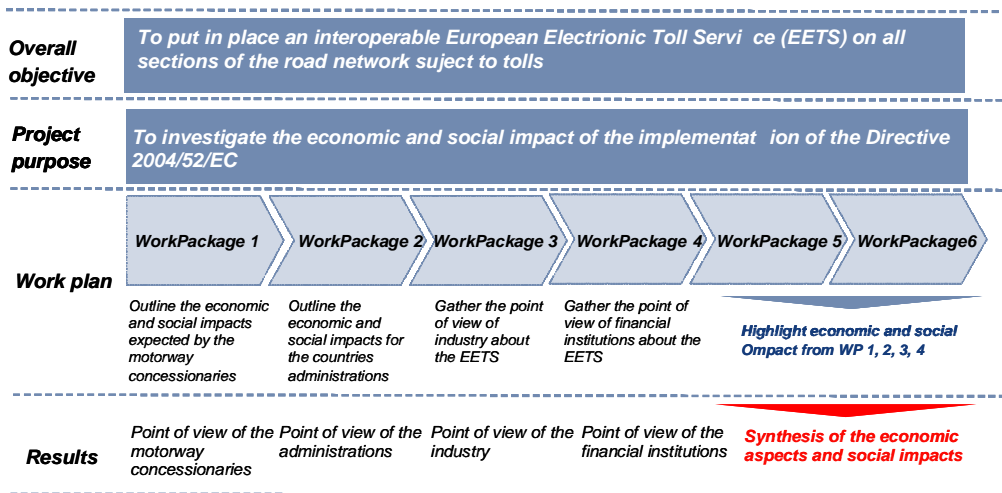 Overall
objective
To put in place an interoperable European Electrionic Toll Servi ce (EETS) on all
sections of the road network suject to tolls
Project
purpose
To investigate the economic and social impact of the implementat ion of the Directive
2004/52/EC
Work plan
WorkPackage 1
WorkPackage 2
WorkPackage 3
WorkPackage 4
WorkPackage 5
WorkPackage6
Outline the economic
and social impacts
expected by the
motorway
concessionaries
Outline the
economic and
social impacts for
the countries
administrations
Gather the point
of view of
industry about
the EETS
Gather the point of
view of financial
institutions about the
EETS
Highlight economic and social
Ompact from WP 1, 2, 3, 4
Results
Point of view of the
motorway
concessionaries
Point of view of the
administrations
Point of view of the
industry
Point of view of the
financial institutions
Synthesis of the economic
aspects and social impacts